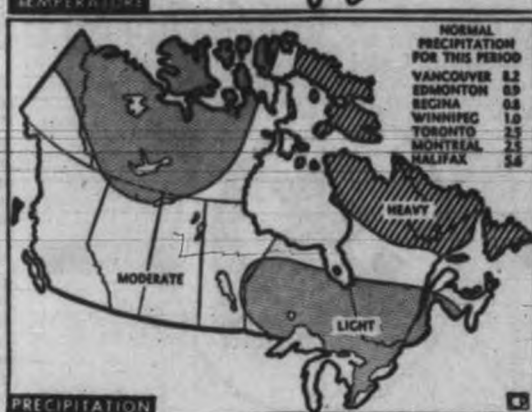 TEMPERATURE
NORMAL
PRECIPITATION
FOR THIS PERIOD
VANCOUVER 8.2
EDMONTON 0.9
REGINA 0.8
WINNIPEG 1.0
TORONTO 2.5
MONTREAL 2.5
HALIFAX 5.6
HEAVY
MODERATE
LIGHT
PRECIPITATION